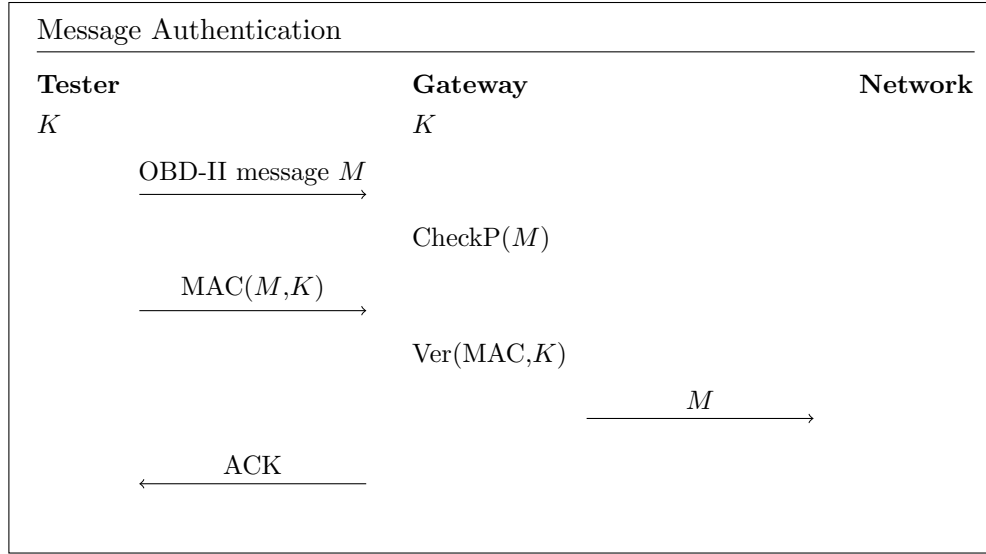 Message Authentication
Tester Gateway Network
K K
OBD-II message M
CheckP(M)
MAC(M,K)
Ver(MAC,K)
M
ACK